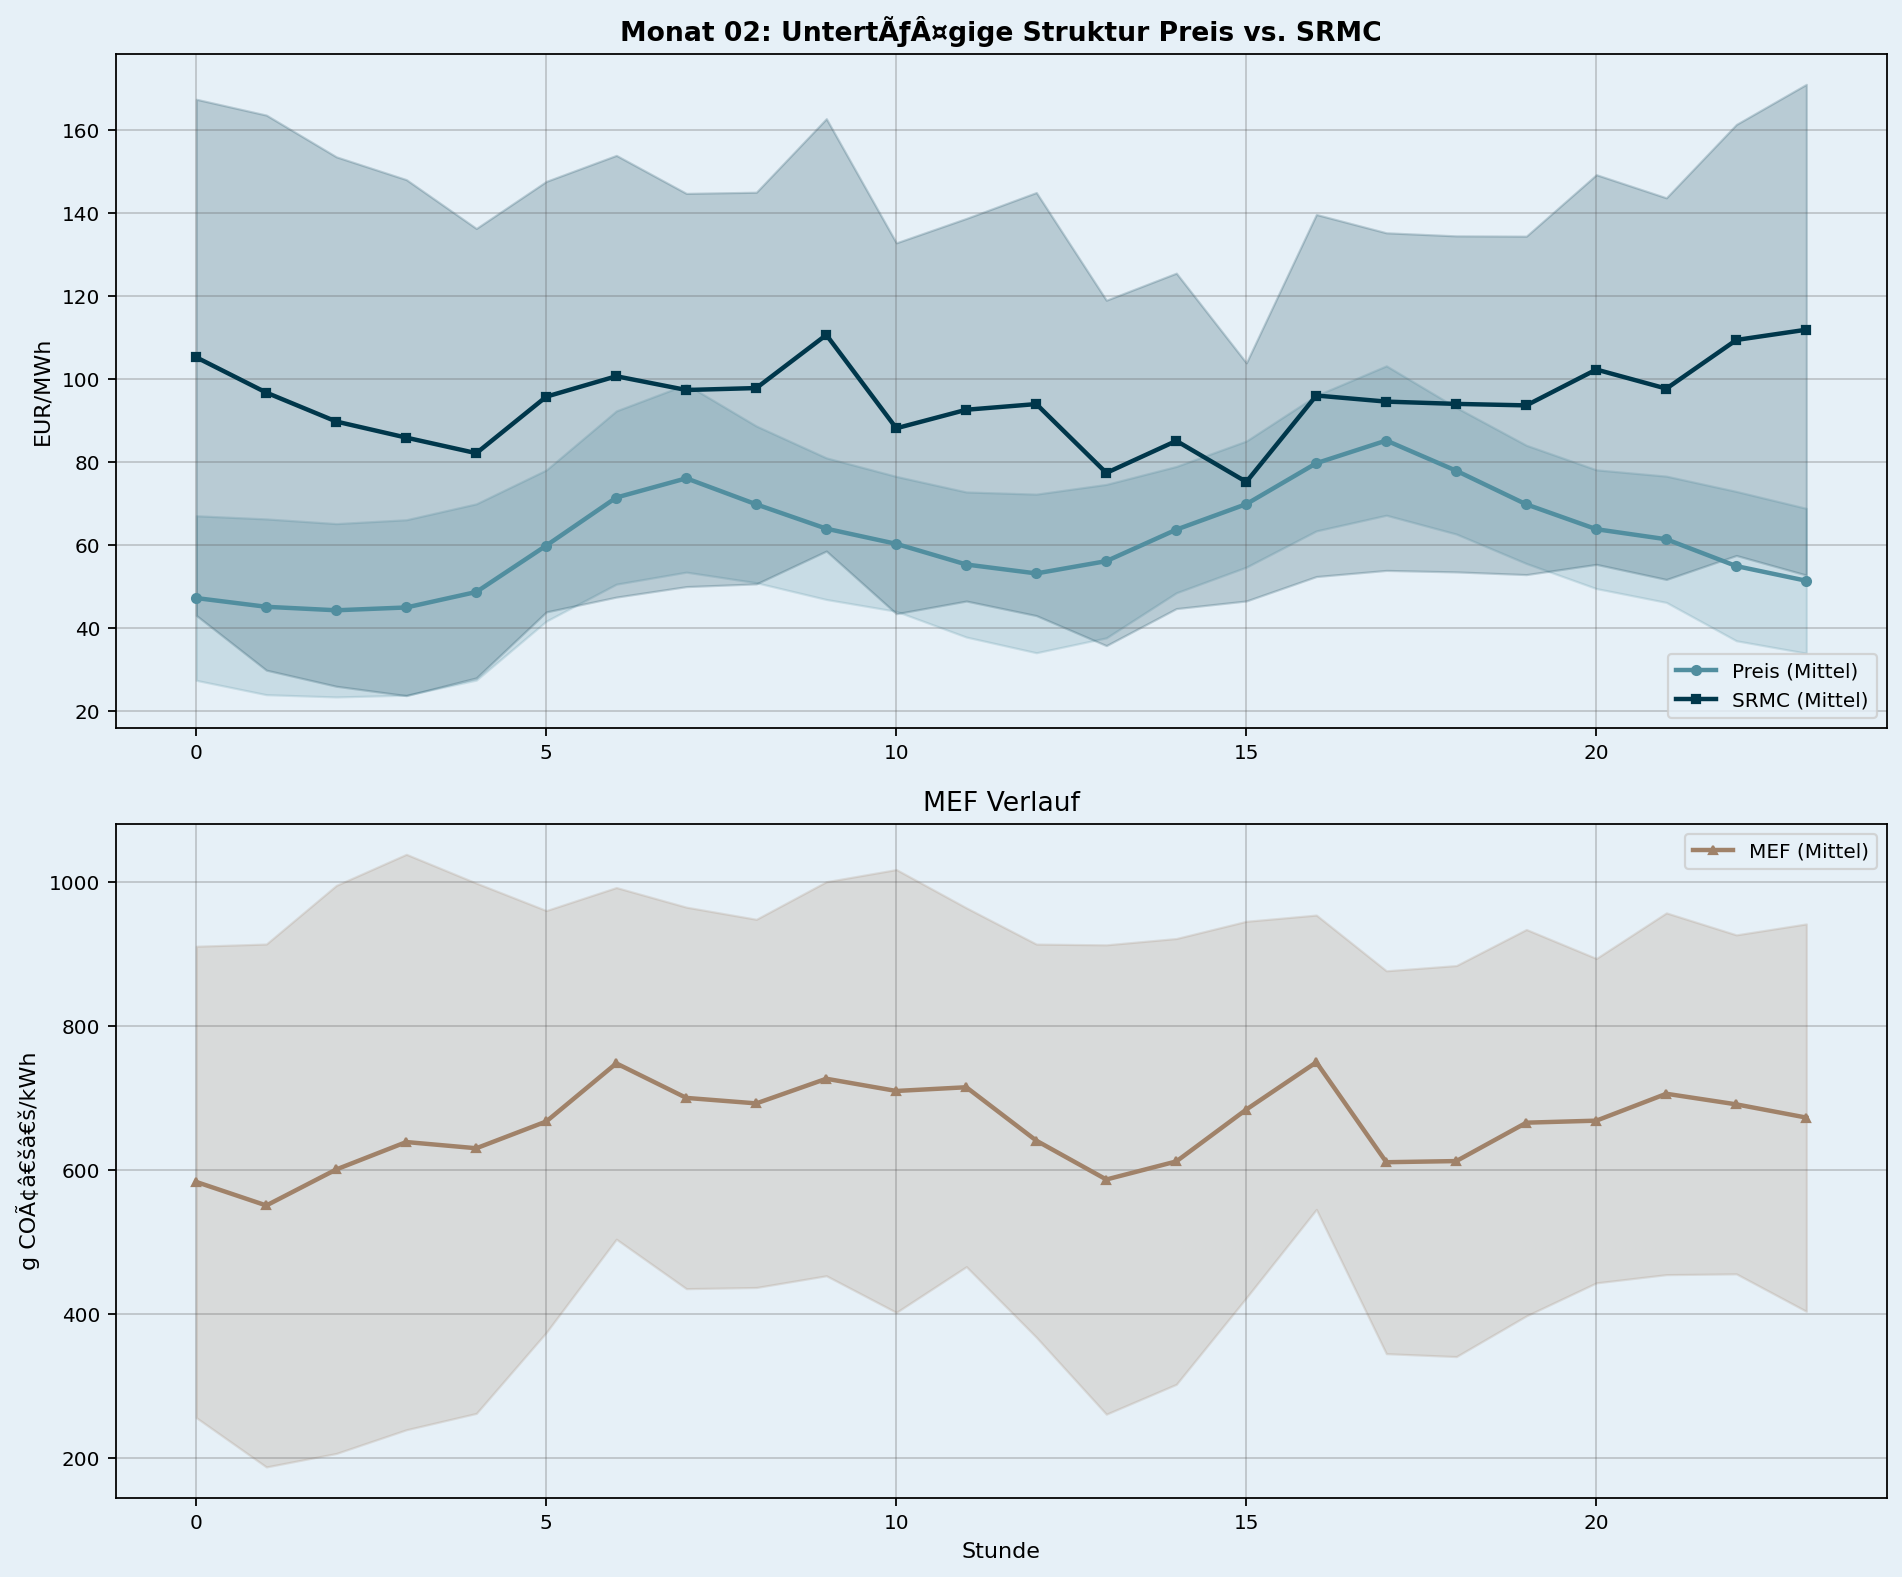 Monat 02: UntertÃƒÂ¤gige Struktur Preis vs. SRMC
EUR/MWh
160
140
120
100
80
60
40
20
0
5
10
15
20
Preis (Mittel)
SRMC (Mittel)
MEF Verlauf
g COÃ¢â€šâ€š/kWh
1000
800
600
400
200
0
5
10
15
20
MEF (Mittel)
Stunde